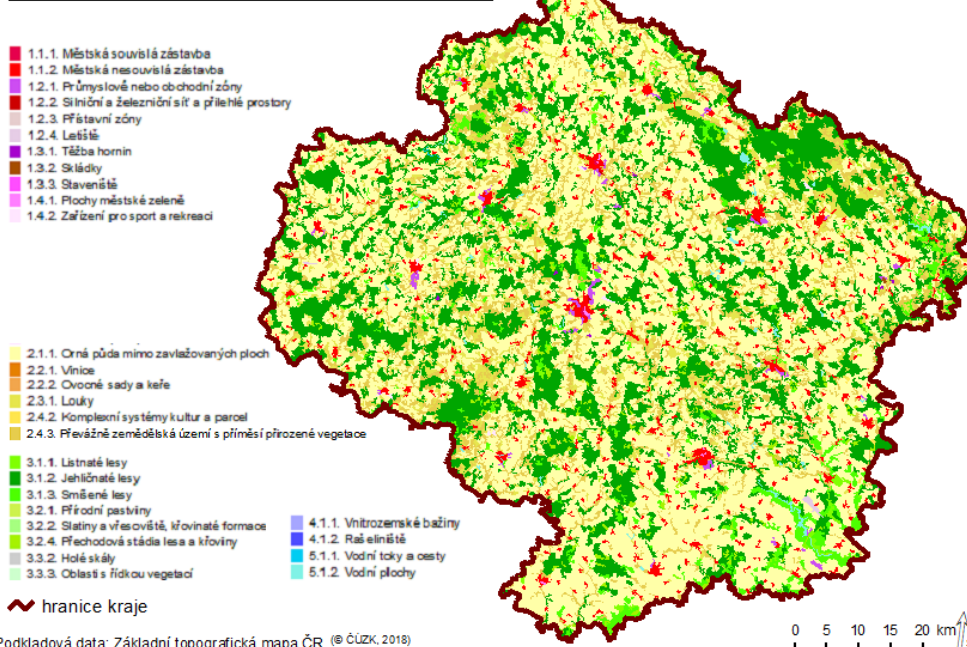 1.1.1. Městská souvislá zástavba
1.1.2. Městská nesouvislá zástavba
1.2.1. Průmyslové nebo obchodní zóny
1.2.2. Silniční a železniční síť a přilehlé prostory
1.2.3. Přístavní zóny
1.2.4. Letiště
1.3.1. Těžba hornin
1.3.2. Skládky
1.3.3. Staveniště
1.4.1. Plochy městské zeleně
1.4.2. Zařízení pro sport a rekreaci
2.1.1. Orná půda mimo zavlažovaných ploch
2.2.1. Vinice
2.2.2. Ovocné sady a keře
2.3.1. Louky
2.4.2. Komplexní systémy kultur a parcel
2.4.3. Převážně zemědělská území s příměsí přirozené vegetace
3.1.1. Listnaté lesy
3.1.2. Jehličnaté lesy
3.1.3. Smíšené lesy
3.2.1. Přírodní pastviny
3.2.2. Slatiny a vřesoviště, křovinaté formace
3.2.4. Přechodová stádia lesa a křoviny
3.3.2. Holé skály
3.3.3. Oblasti s řídkou vegetací
4.1.1. Vnitrozemské bažiny
4.1.2. Rašeliniště
5.1.1. Vodní toky a cesty
5.1.2. Vodní plochy
hranice kraje
Podkladová data: Základní topografická mapa ČR (© ČÚZK, 2018)
0 5 10 15 20 km